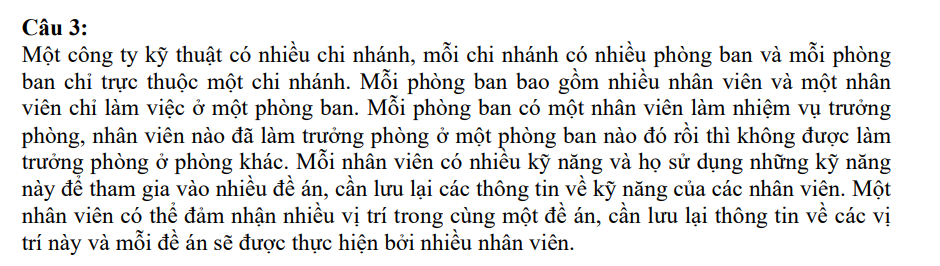 Câu 3:
Một công ty kỹ thuật có nhiều chi nhánh, mỗi chi nhánh có nhiều phòng ban và mỗi phòng
ban chỉ trực thuộc một chi nhánh. Mỗi phòng ban bao gồm nhiều nhân viên và một nhân
viên chỉ làm việc ở một phòng ban. Mỗi phòng ban có một nhân viên làm nhiệm vụ trưởng
phòng, nhân viên nào đã làm trưởng phòng ở một phòng ban nào đó rồi thì không được làm
trưởng phòng ở phòng khác. Mỗi nhân viên có nhiều kỹ năng và họ sử dụng những kỹ năng
này để tham gia vào nhiều đề án, cần lưu lại các thông tin về kỹ năng của các nhân viên. Một
nhân viên có thể đảm nhận nhiều vị trí trong cùng một đề án, cần lưu lại thông tin về các vị
trí này và mỗi đề án sẽ được thực hiện bởi nhiều nhân viên.